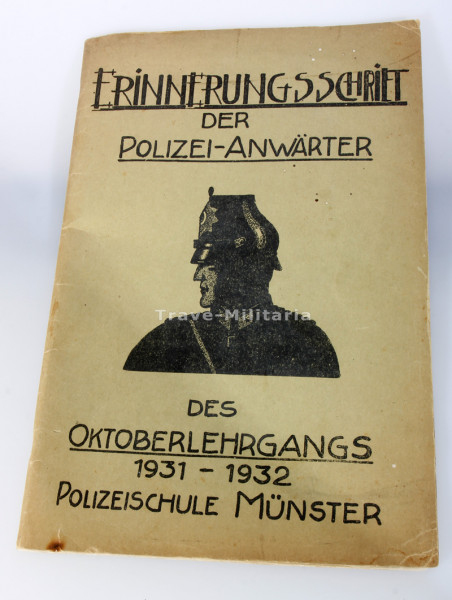 ERINNERUNGSSCHRIFT
DER
POLIZEI-ANWÄRTER
Trave-Militaria
DES
OKTOBERLEHRGANGS
1931 - 1932
POLIZEISCHULE MÜNSTER